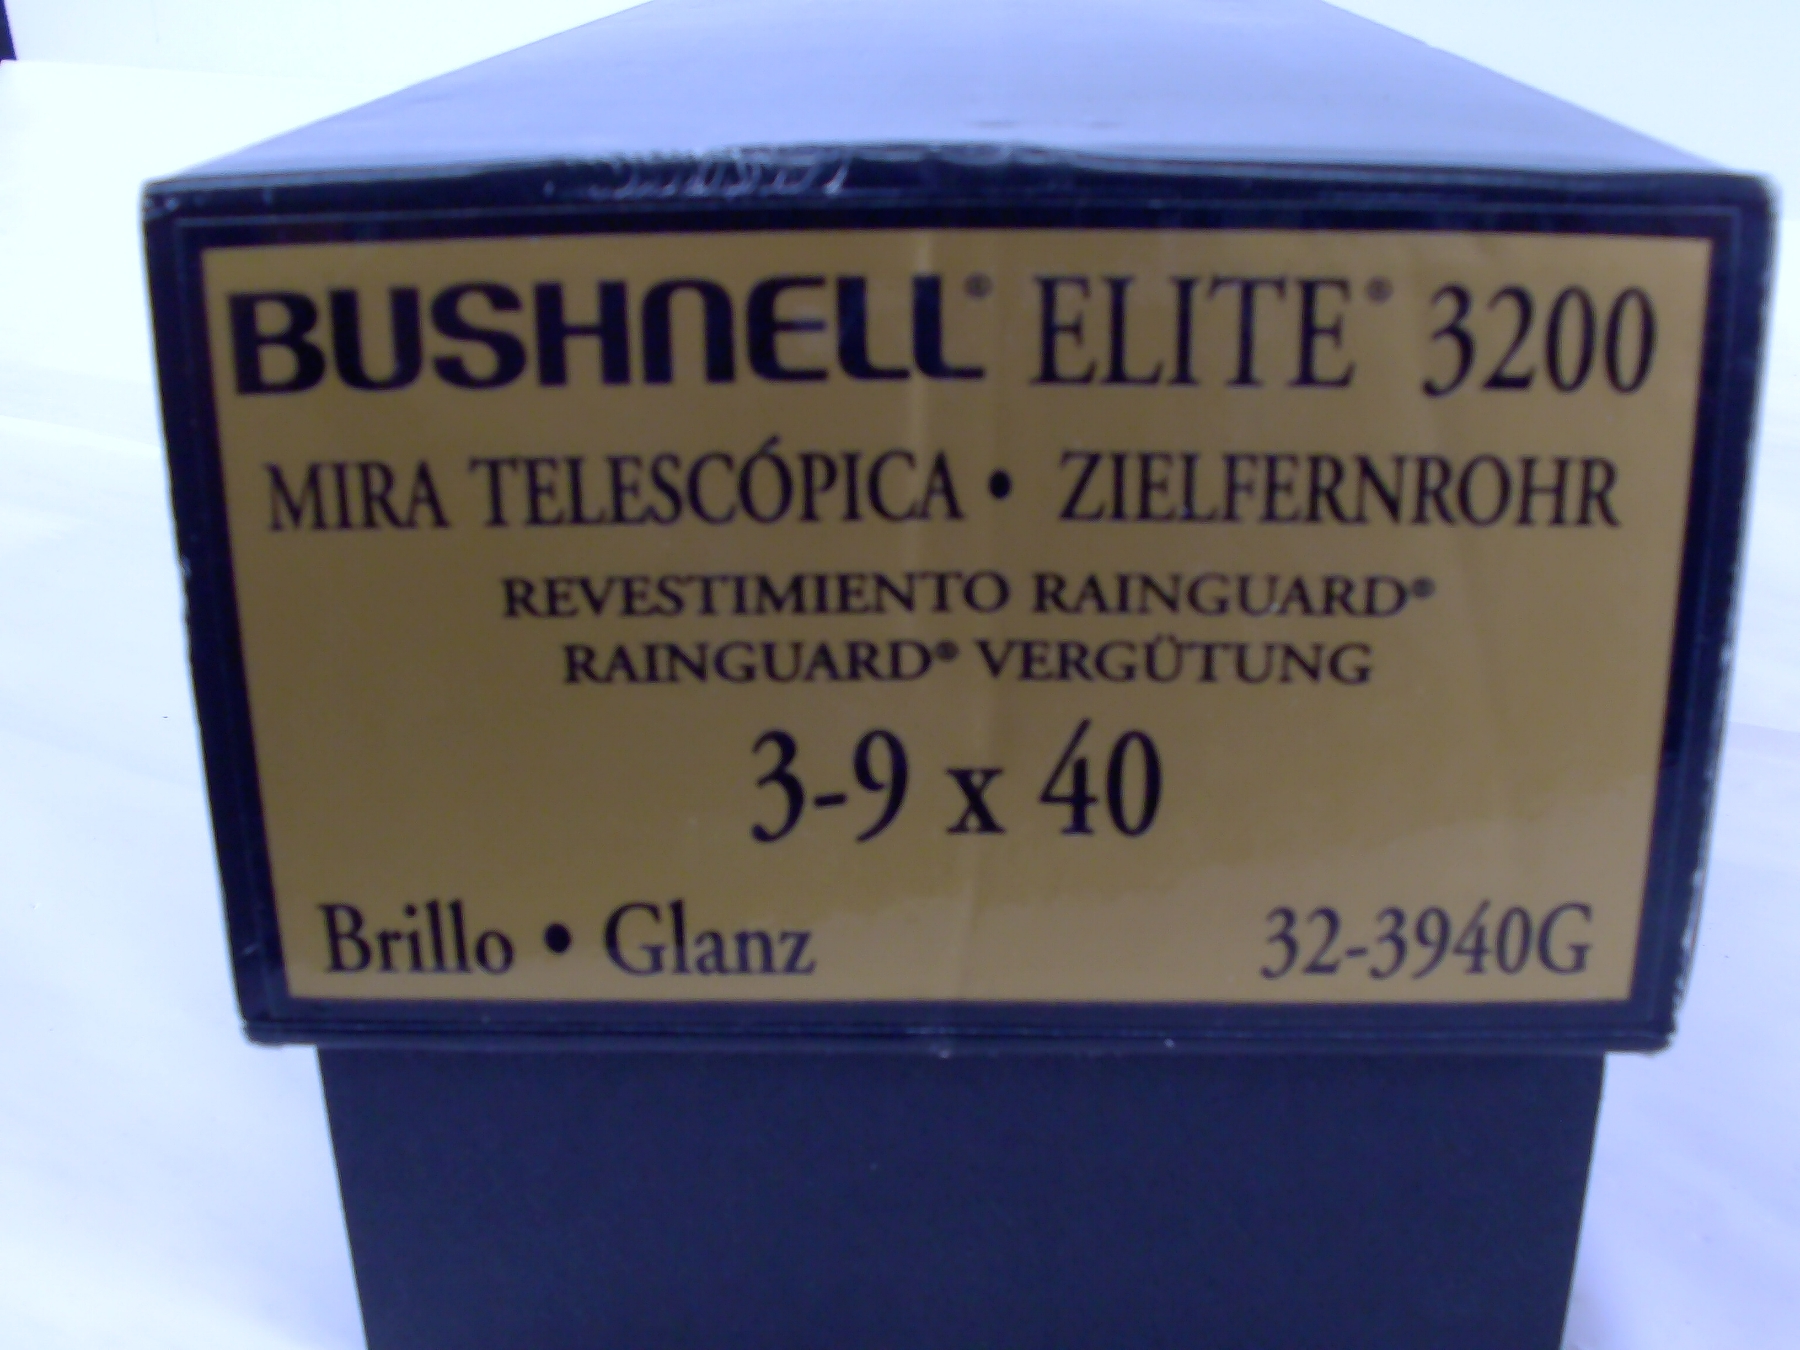 BUSHNELL® ELITE® 3200
MIRA TELESCÓPICA • ZIELFERNROHR
REVESTIMIENTO RAINGUARD®
RAINGUARD® VERGÜTUNG
3-9 x 40
Brillo • Glanz 32-3940G